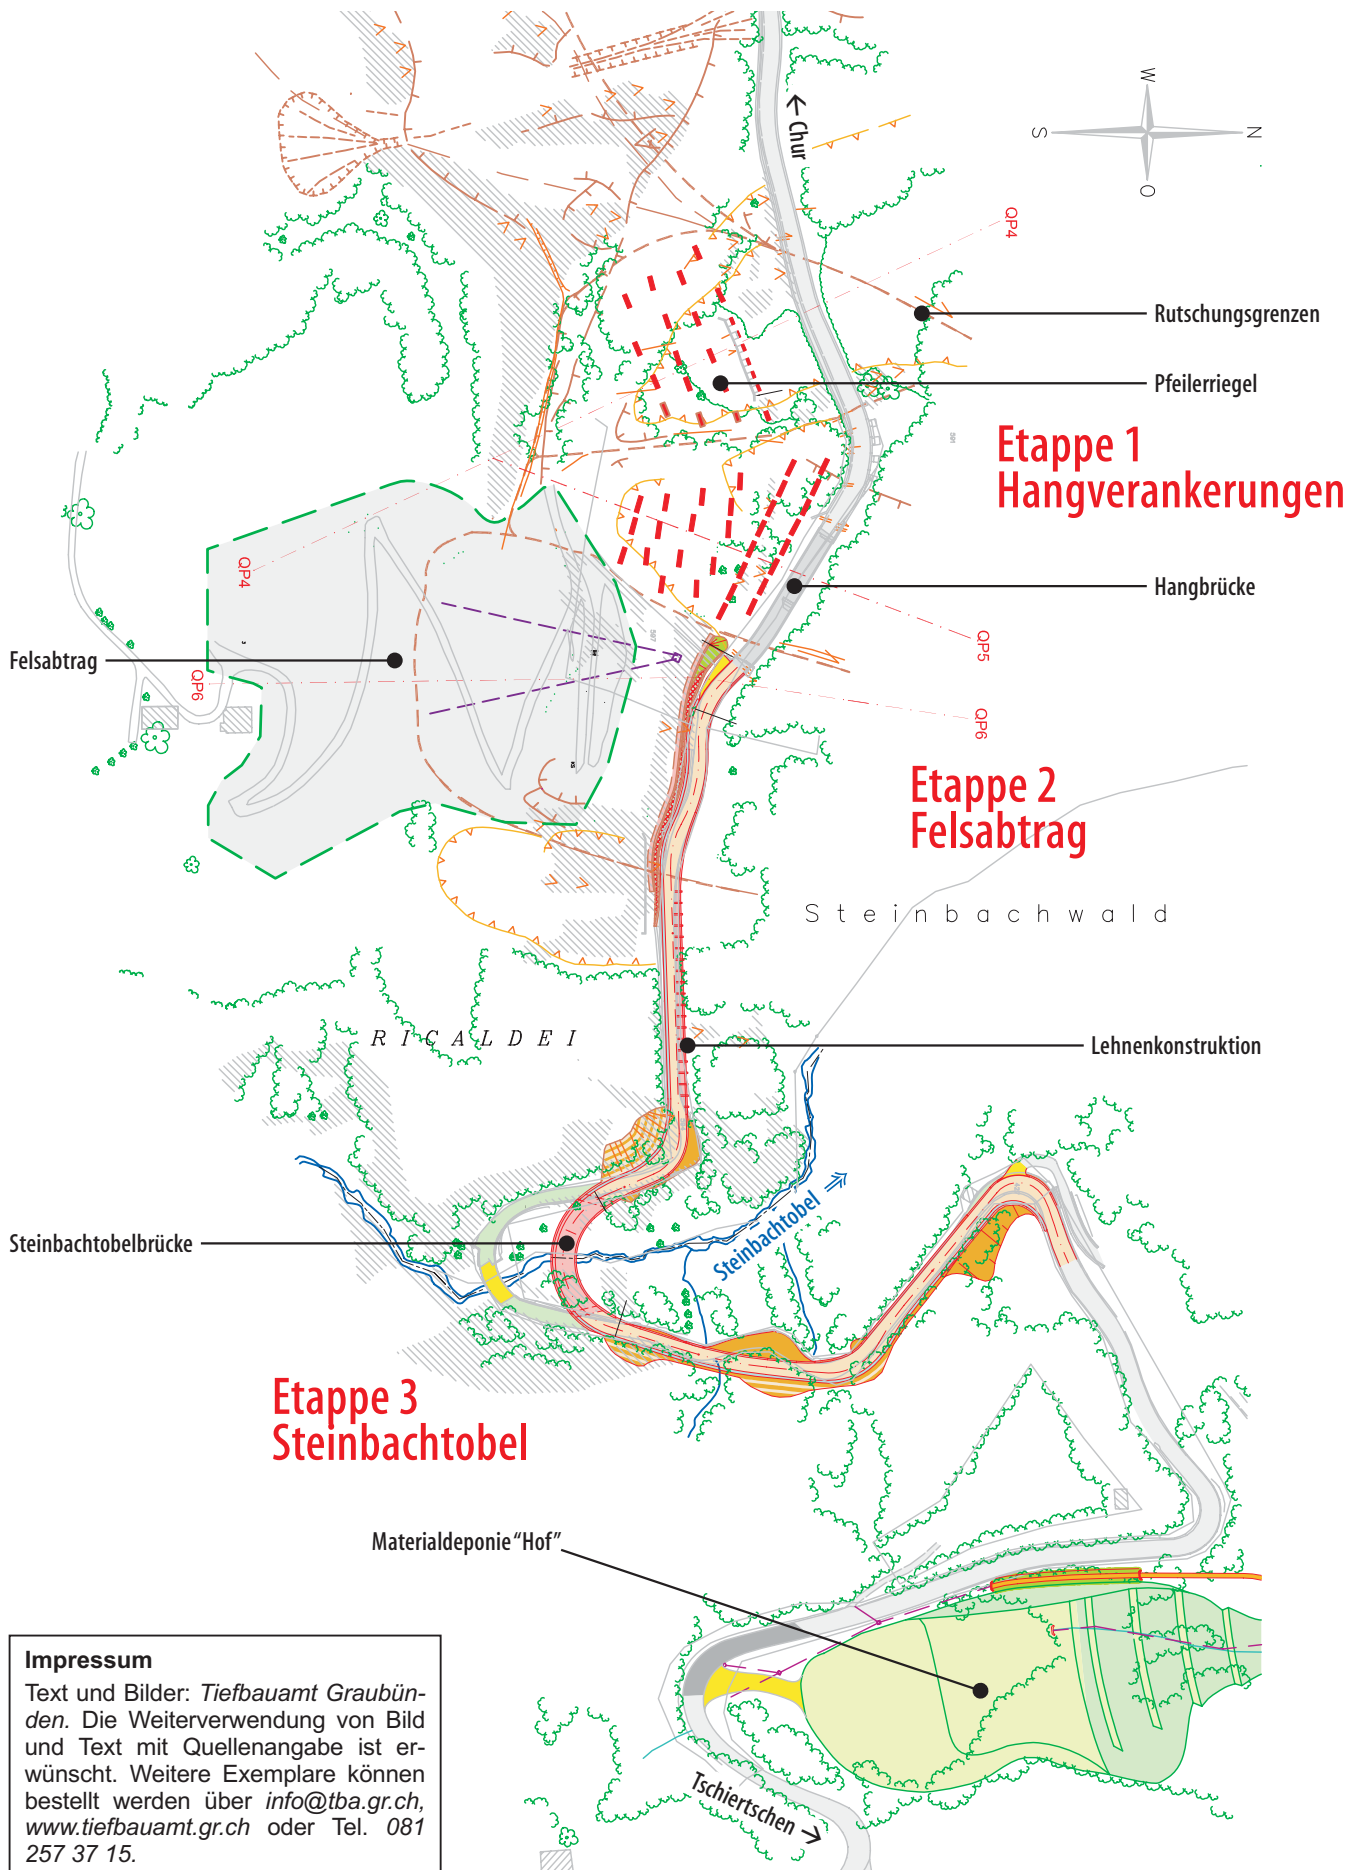 W
S
N
O
Chur
QP4
Rutschungsgrenzen
Pfeilerriegel
Etappe 1
Hangverankerungen
QP4
Hangbrücke
QP5
Felsabtrag
QP6
QP6
Etappe 2
Felsabtrag
Steinbachwald
RICALDEI
Lehnenkonstruktion
Steinbachtobel
Steinbachtobelbrücke
Etappe 3
Steinbachtobel
Materialdeponie “Hof”
Tschiertschen
Impressum
Text und Bilder: Tiefbauamt Graubün-
den. Die Weiterverwendung von Bild
und Text mit Quellenangabe ist er-
wünscht. Weitere Exemplare können
bestellt werden über info@tba.gr.ch,
www.tiefbauamt.gr.ch oder Tel. 081
257 37 15.